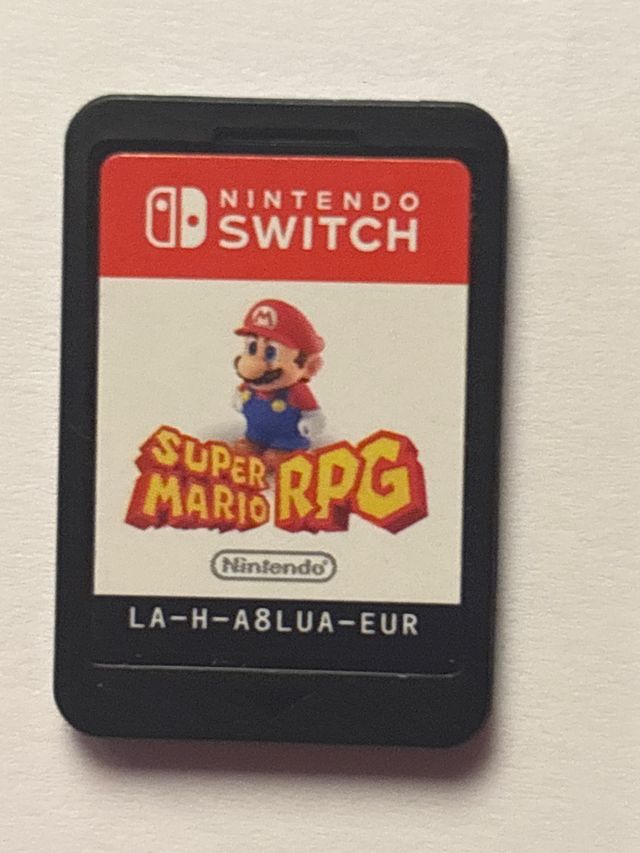 NINTENDO
SWITCH
M
SUPER
MARIO RPG
Nintendo®
LA-H-A8LUA-EUR